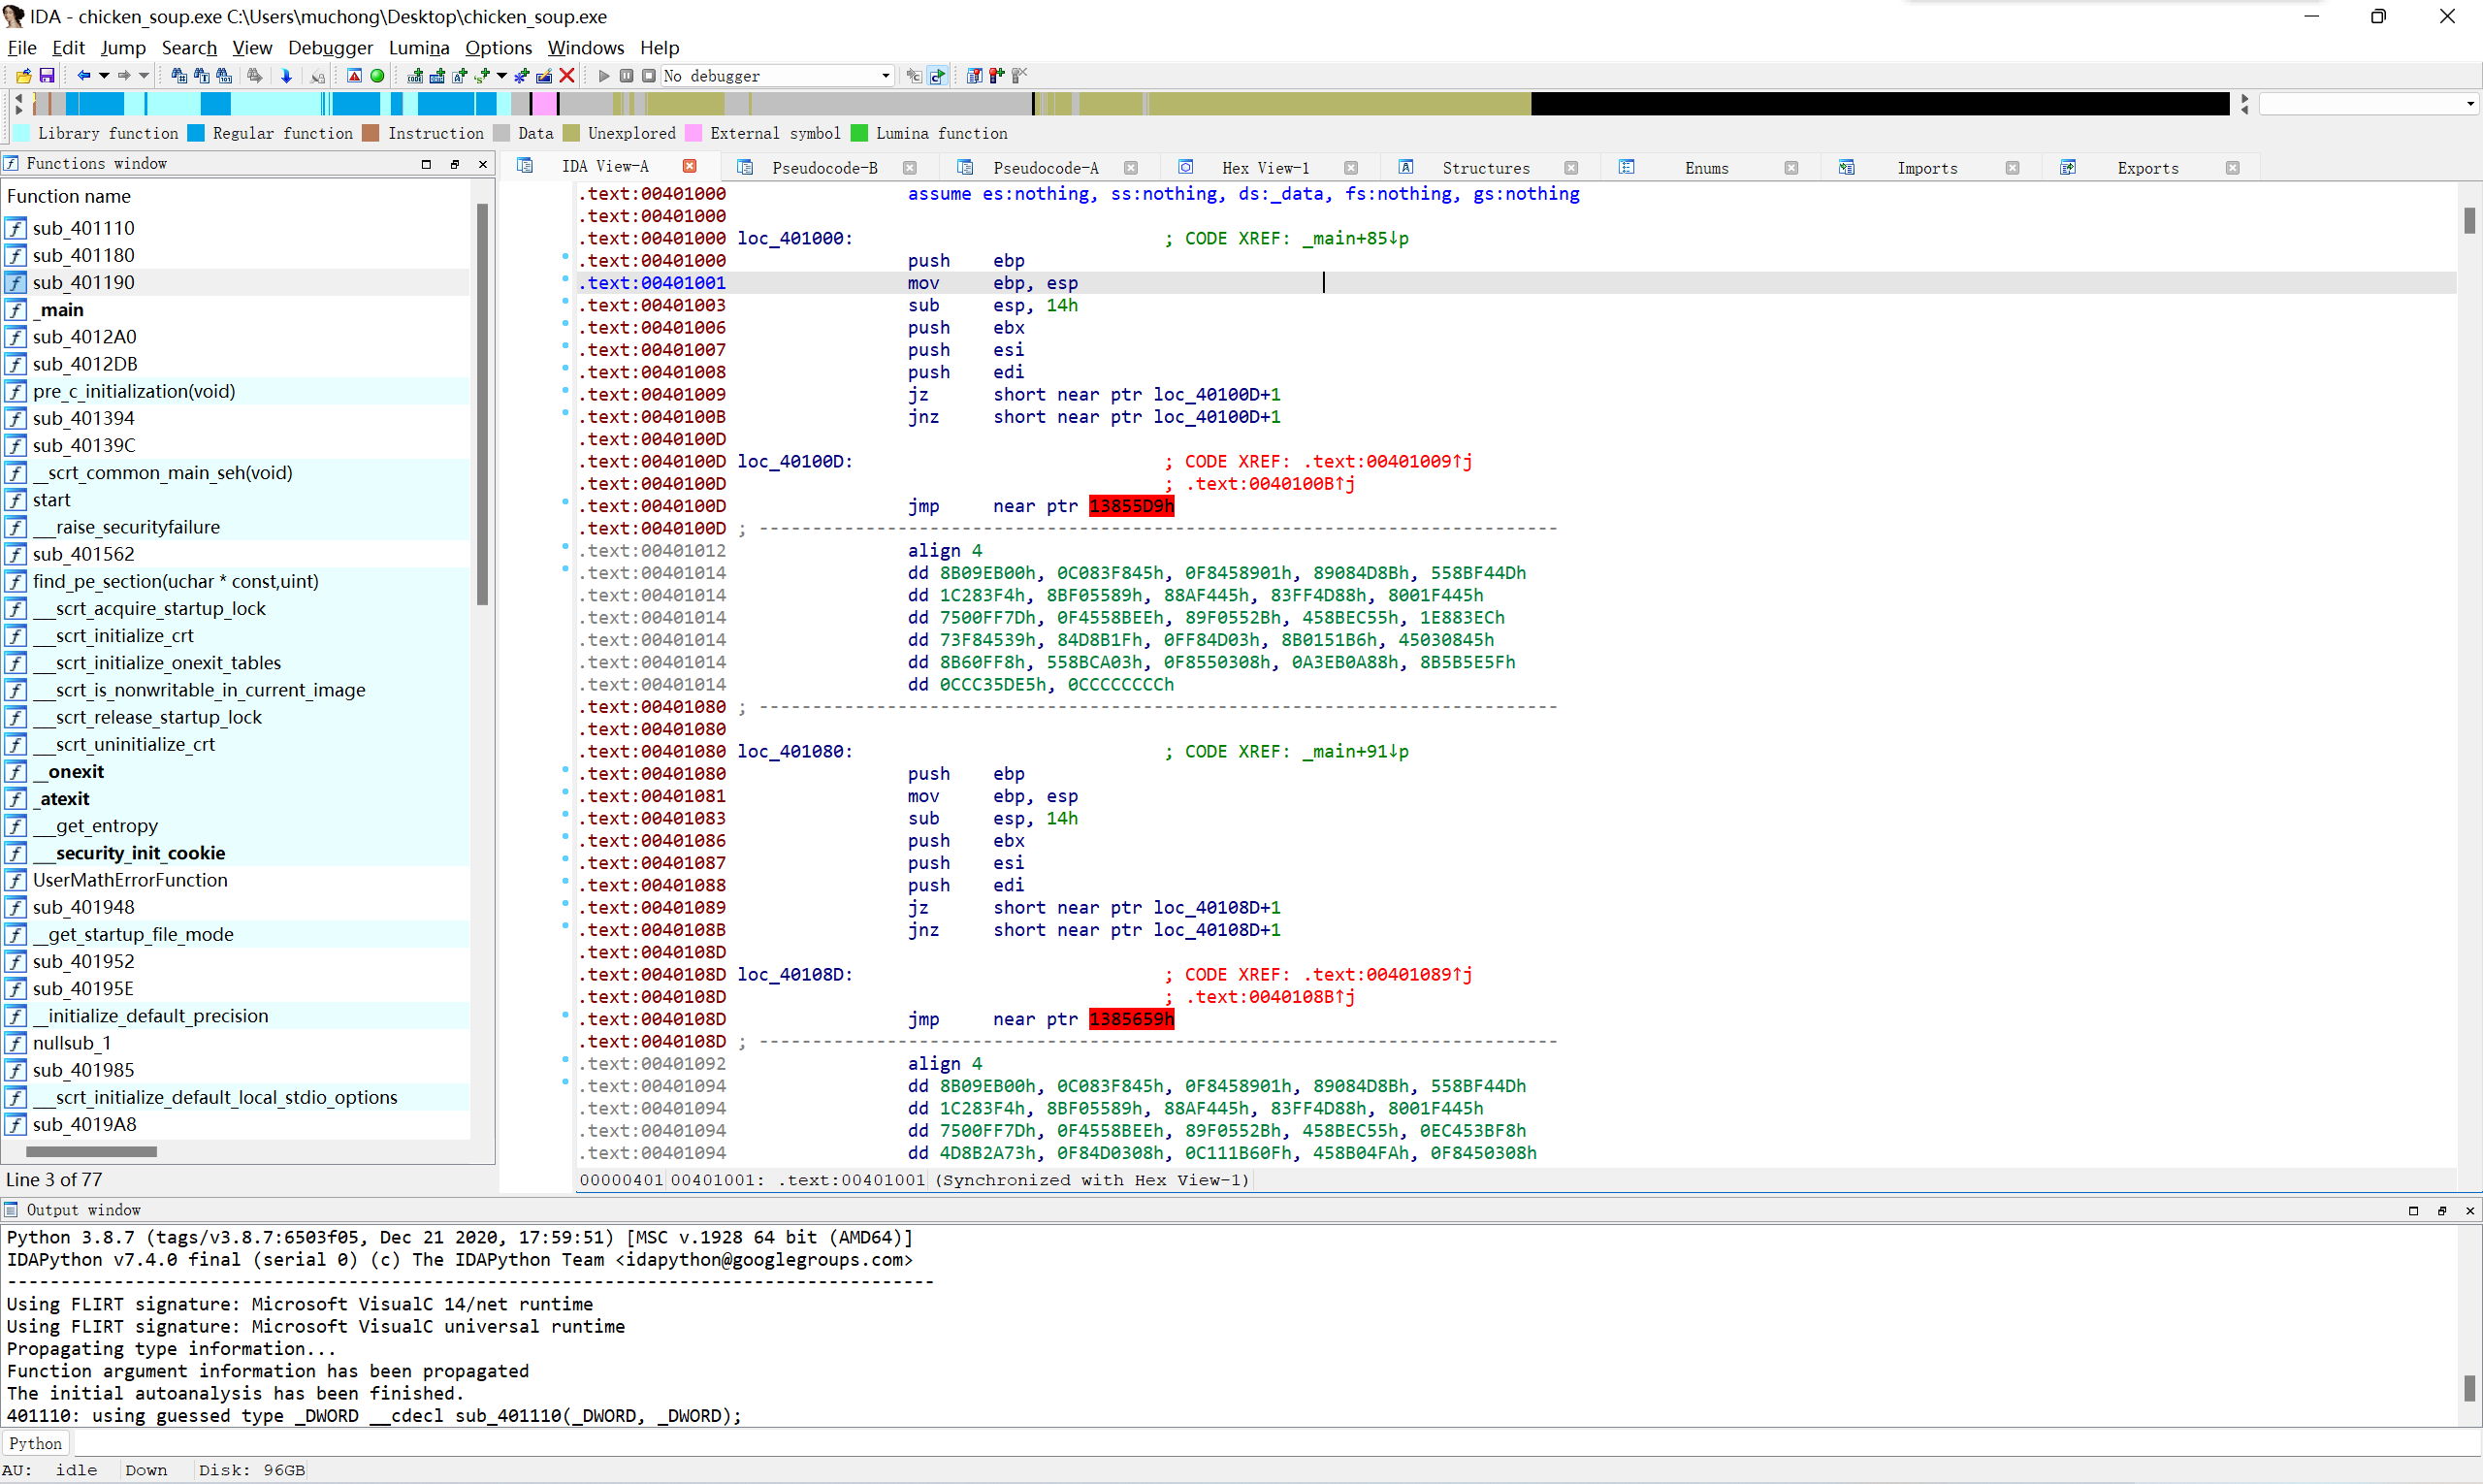 IDA - chicken_soup.exe C:\Users\muchong\Desktop\chicken_soup.exe
File Edit Jump Search View Debugger Lumina Options Windows Help
No debugger
Library function Regular function Instruction Data Unexplored External symbol Lumina function
Functions window
IDA View-A Pseudocode-B Pseudocode-A Hex View-1 Structures Enums Imports Exports
Function name
sub_401110
sub_401180
sub_401190
_main
sub_4012A0
sub_4012DB
pre_c_initialization(void)
sub_401394
sub_40139C
__scrt_common_main_seh(void)
start
___raise_securityfailure
sub_401562
find_pe_section(uchar * const,uint)
___scrt_acquire_startup_lock
___scrt_initialize_crt
___scrt_initialize_onexit_tables
___scrt_is_nonwritable_in_current_image
___scrt_release_startup_lock
___scrt_uninitialize_crt
__onexit
_atexit
___get_entropy
___security_init_cookie
UserMathErrorFunction
sub_401948
__get_startup_file_mode
sub_401952
sub_40195E
__initialize_default_precision
nullsub_1
sub_401985
___scrt_initialize_default_local_stdio_options
sub_4019A8
Line 3 of 77
.text:00401000 assume es:nothing, ss:nothing, ds:_data, fs:nothing, gs:nothing
.text:00401000
.text:00401000 loc_401000: ; CODE XREF: _main+85↓p
.text:00401000 push ebp
.text:00401001 mov ebp, esp
.text:00401003 sub esp, 14h
.text:00401006 push ebx
.text:00401007 push esi
.text:00401008 push edi
.text:00401009 jz short near ptr loc_40100D+1
.text:0040100B jnz short near ptr loc_40100D+1
.text:0040100D
.text:0040100D loc_40100D: ; CODE XREF: .text:00401009↑j
.text:0040100D ; .text:0040100B↑j
.text:0040100D jmp near ptr 13855D9h
.text:0040100D ; ---------------------------------------------------------------------------
.text:00401012 align 4
.text:00401014 dd 8B09EB00h, 0C083F845h, 0F8458901h, 89084D8Bh, 558BF44Dh
.text:00401014 dd 1C283F4h, 8BF05589h, 88AF445h, 83FF4D88h, 8001F445h
.text:00401014 dd 7500FF7Dh, 0F4558BEEh, 89F0552Bh, 458BEC55h, 1E883ECh
.text:00401014 dd 73F84539h, 84D8B1Fh, 0FF84D03h, 8B0151B6h, 45030845h
.text:00401014 dd 8B60FF8h, 558BCA03h, 0F8550308h, 0A3EB0A88h, 8B5B5E5Fh
.text:00401014 dd 0CCC35DE5h, 0CCCCCCCCh
.text:00401080 ; ---------------------------------------------------------------------------
.text:00401080
.text:00401080 loc_401080: ; CODE XREF: _main+91↓p
.text:00401080 push ebp
.text:00401081 mov ebp, esp
.text:00401083 sub esp, 14h
.text:00401086 push ebx
.text:00401087 push esi
.text:00401088 push edi
.text:00401089 jz short near ptr loc_40108D+1
.text:0040108B jnz short near ptr loc_40108D+1
.text:0040108D
.text:0040108D loc_40108D: ; CODE XREF: .text:00401089↑j
.text:0040108D ; .text:0040108B↑j
.text:0040108D jmp near ptr 1385659h
.text:0040108D ; ---------------------------------------------------------------------------
.text:00401092 align 4
.text:00401094 dd 8B09EB00h, 0C083F845h, 0F8458901h, 89084D8Bh, 558BF44Dh
.text:00401094 dd 1C283F4h, 8BF05589h, 88AF445h, 83FF4D88h, 8001F445h
.text:00401094 dd 7500FF7Dh, 0F4558BEEh, 89F0552Bh, 458BEC55h, 0EC453BF8h
.text:00401094 dd 4D8B2A73h, 0F84D0308h, 0C111B60Fh, 458B04FAh, 0F8450308h
00000401 00401001: .text:00401001 (Synchronized with Hex View-1)
Output window
Python 3.8.7 (tags/v3.8.7:6503f05, Dec 21 2020, 17:59:51) [MSC v.1928 64 bit (AMD64)]
IDAPython v7.4.0 final (serial 0) (c) The IDAPython Team <idapython@googlegroups.com>
---------------------------------------------------------------------------------------
Using FLIRT signature: Microsoft VisualC 14/net runtime
Using FLIRT signature: Microsoft VisualC universal runtime
Propagating type information...
Function argument information has been propagated
The initial autoanalysis has been finished.
401110: using guessed type _DWORD __cdecl sub_401110(_DWORD, _DWORD);
Python
AU: idle Down Disk: 96GB